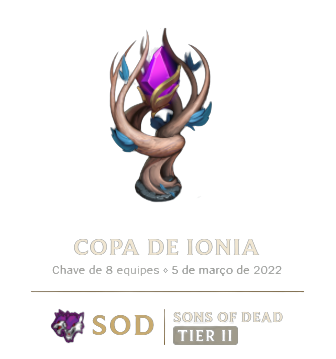 COPA DE IONIA
Chave de 8 equipes ⋄ 5 de março de 2022
SOD
SONS OF DEAD
TIER II